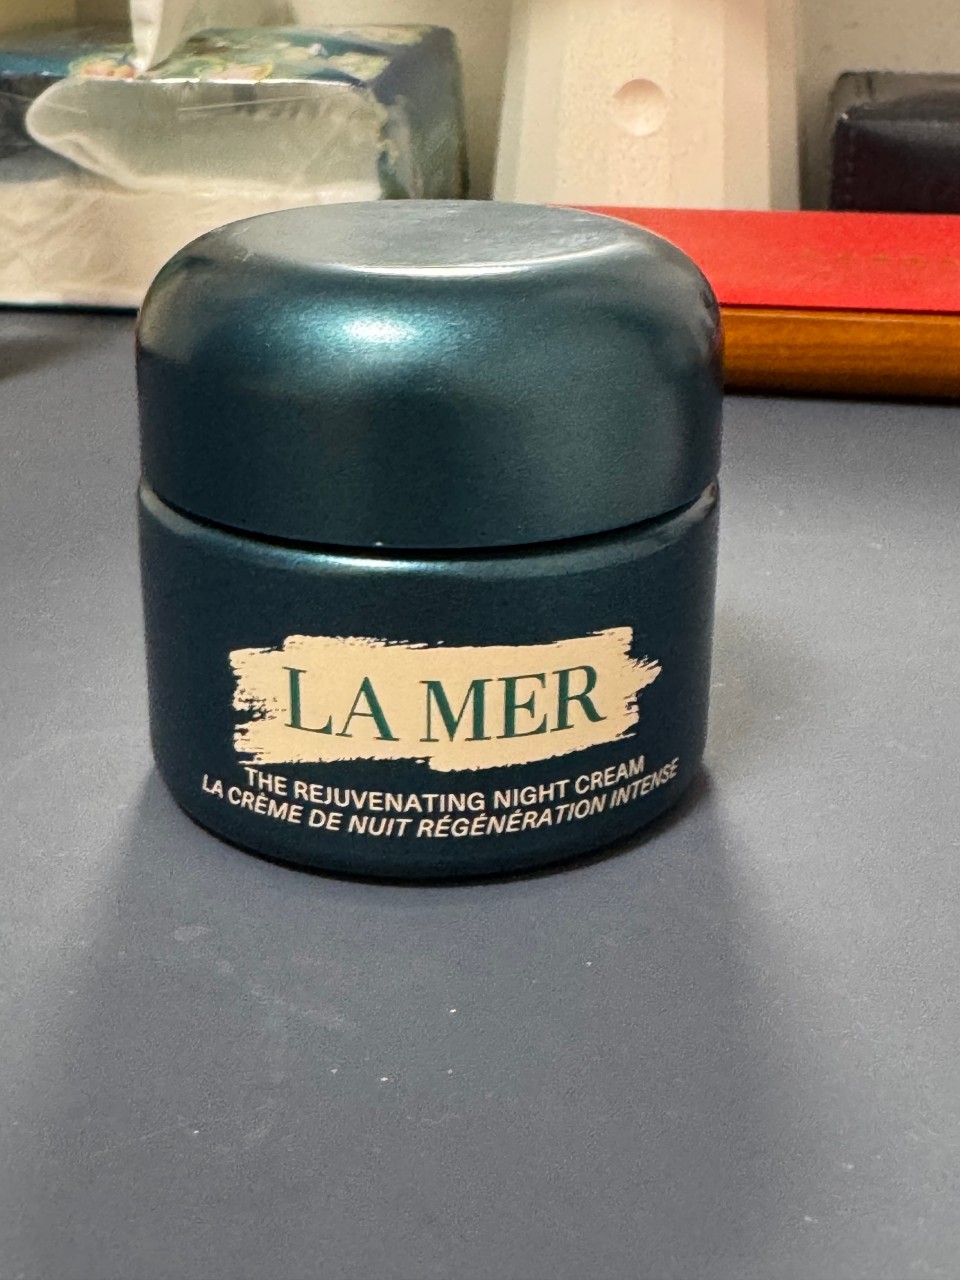 LA MER
THE REJUVENATING NIGHT CREAM
LA CRÈME DE NUIT RÉGÉNÉRATION INTENSE